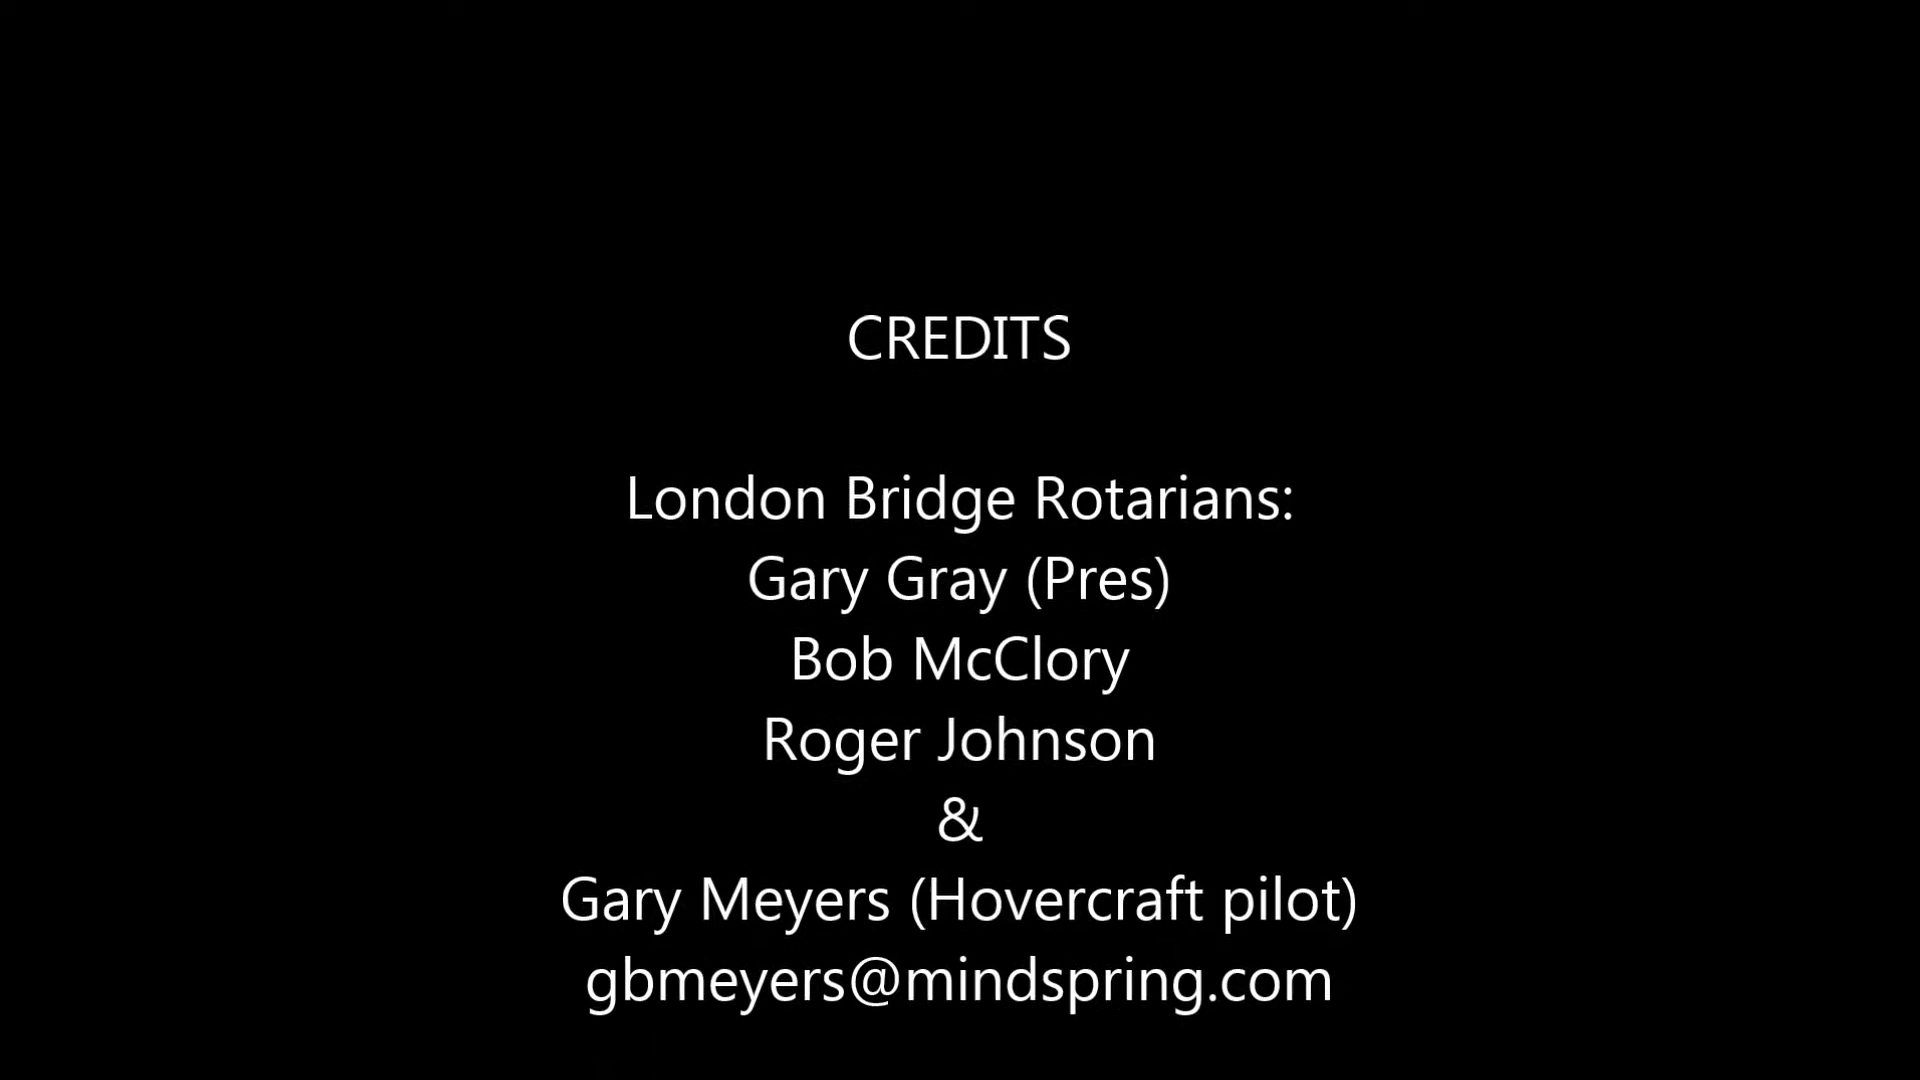 CREDITS
London Bridge Rotarians:
Gary Gray (Pres)
Bob McClory
Roger Johnson
&
Gary Meyers (Hovercraft pilot)
gbmeyers@mindspring.com